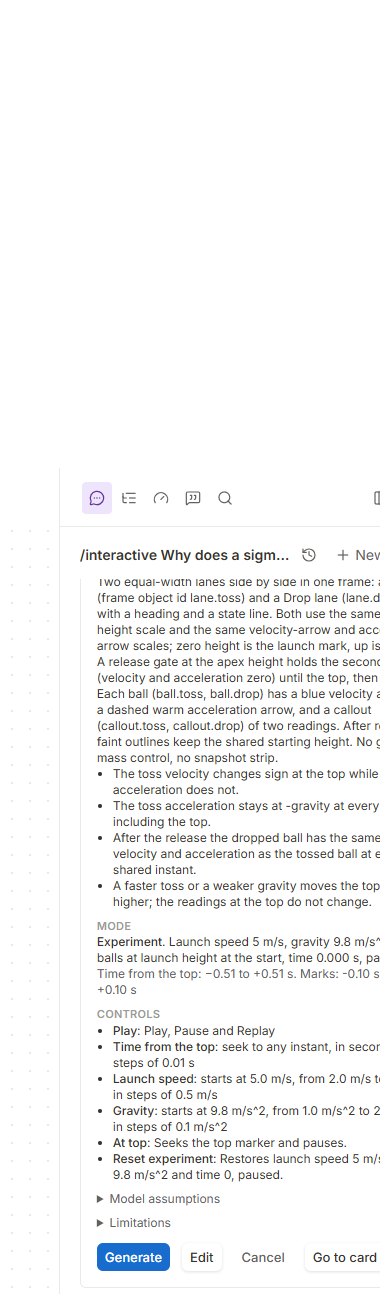 /interactive Why does a sigm...
New
Two equal-width lanes side by side in one frame: a
(frame object id lane.toss) and a Drop lane (lane.d
with a heading and a state line. Both use the same
height scale and the same velocity-arrow and acc
arrow scales; zero height is the launch mark, up is
A release gate at the apex height holds the second
(velocity and acceleration zero) until the top, then
Each ball (ball.toss, ball.drop) has a blue velocity a
a dashed warm acceleration arrow, and a callout
(callout.toss, callout.drop) of two readings. After re
faint outlines keep the shared starting height. No g
mass control, no snapshot strip.
• The toss velocity changes sign at the top while
acceleration does not.
• The toss acceleration stays at -gravity at every
including the top.
• After the release the dropped ball has the same
velocity and acceleration as the tossed ball at e
shared instant.
• A faster toss or a weaker gravity moves the top
higher; the readings at the top do not change.
MODE
Experiment. Launch speed 5 m/s, gravity 9.8 m/s^
balls at launch height at the start, time 0.000 s, pa
Time from the top: −0.51 to +0.51 s. Marks: -0.10 s
+0.10 s
CONTROLS
• Play: Play, Pause and Replay
• Time from the top: seek to any instant, in secon
steps of 0.01 s
• Launch speed: starts at 5.0 m/s, from 2.0 m/s t
in steps of 0.5 m/s
• Gravity: starts at 9.8 m/s^2, from 1.0 m/s^2 to 2
in steps of 0.1 m/s^2
• At top: Seeks the top marker and pauses.
• Reset experiment: Restores launch speed 5 m/s
9.8 m/s^2 and time 0, paused.
Model assumptions
Limitations
Generate
Edit
Cancel
Go to card